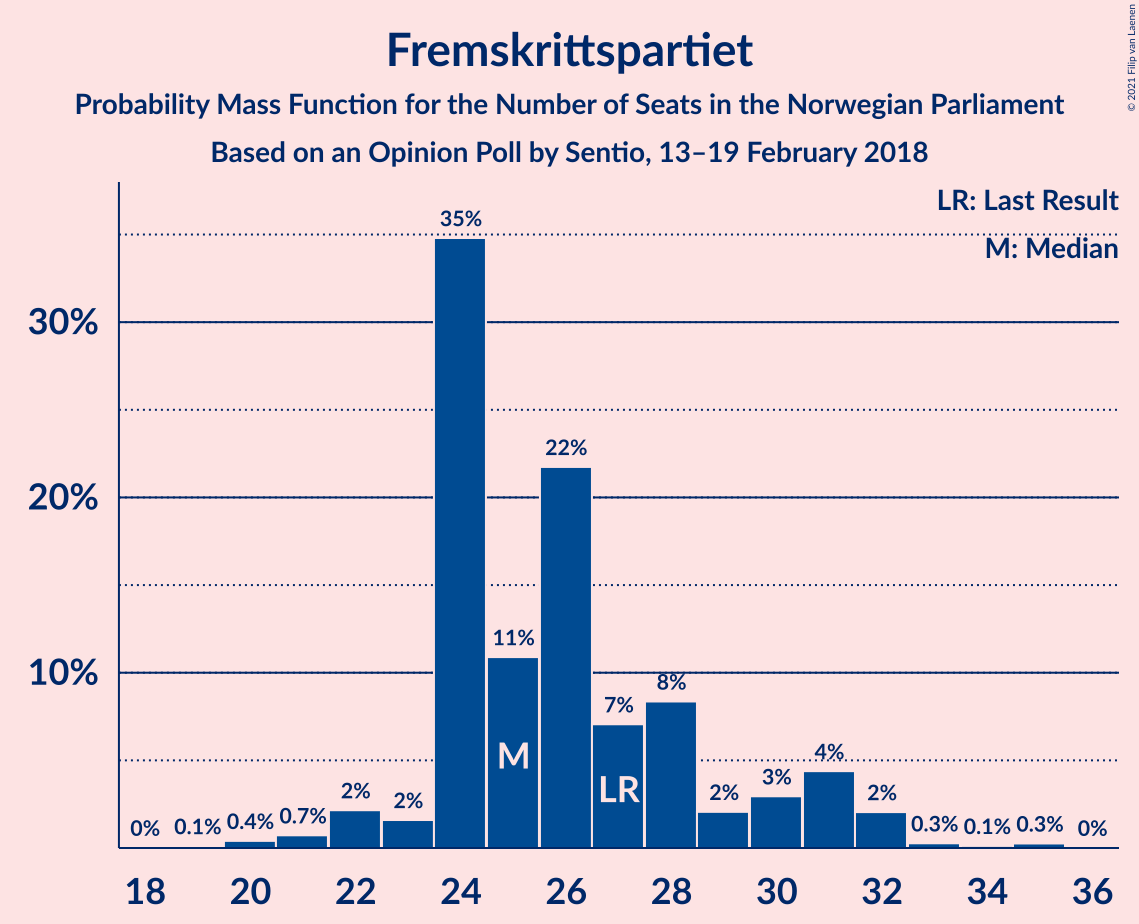 Fremskrittspartiet
Probability Mass Function for the Number of Seats in the Norwegian Parliament
Based on an Opinion Poll by Sentio, 13–19 February 2018
© 2021 Filip van Laenen
LR: Last Result
M: Median
35%
30%
22%
20%
11%
10%
8%
7%
M
LR
4%
3%
2%
2%
2%
2%
0%
0.1%
0.4%
0.7%
0.3%
0.1%
0.3%
0%
18 20 22 24 26 28 30 32 34 36